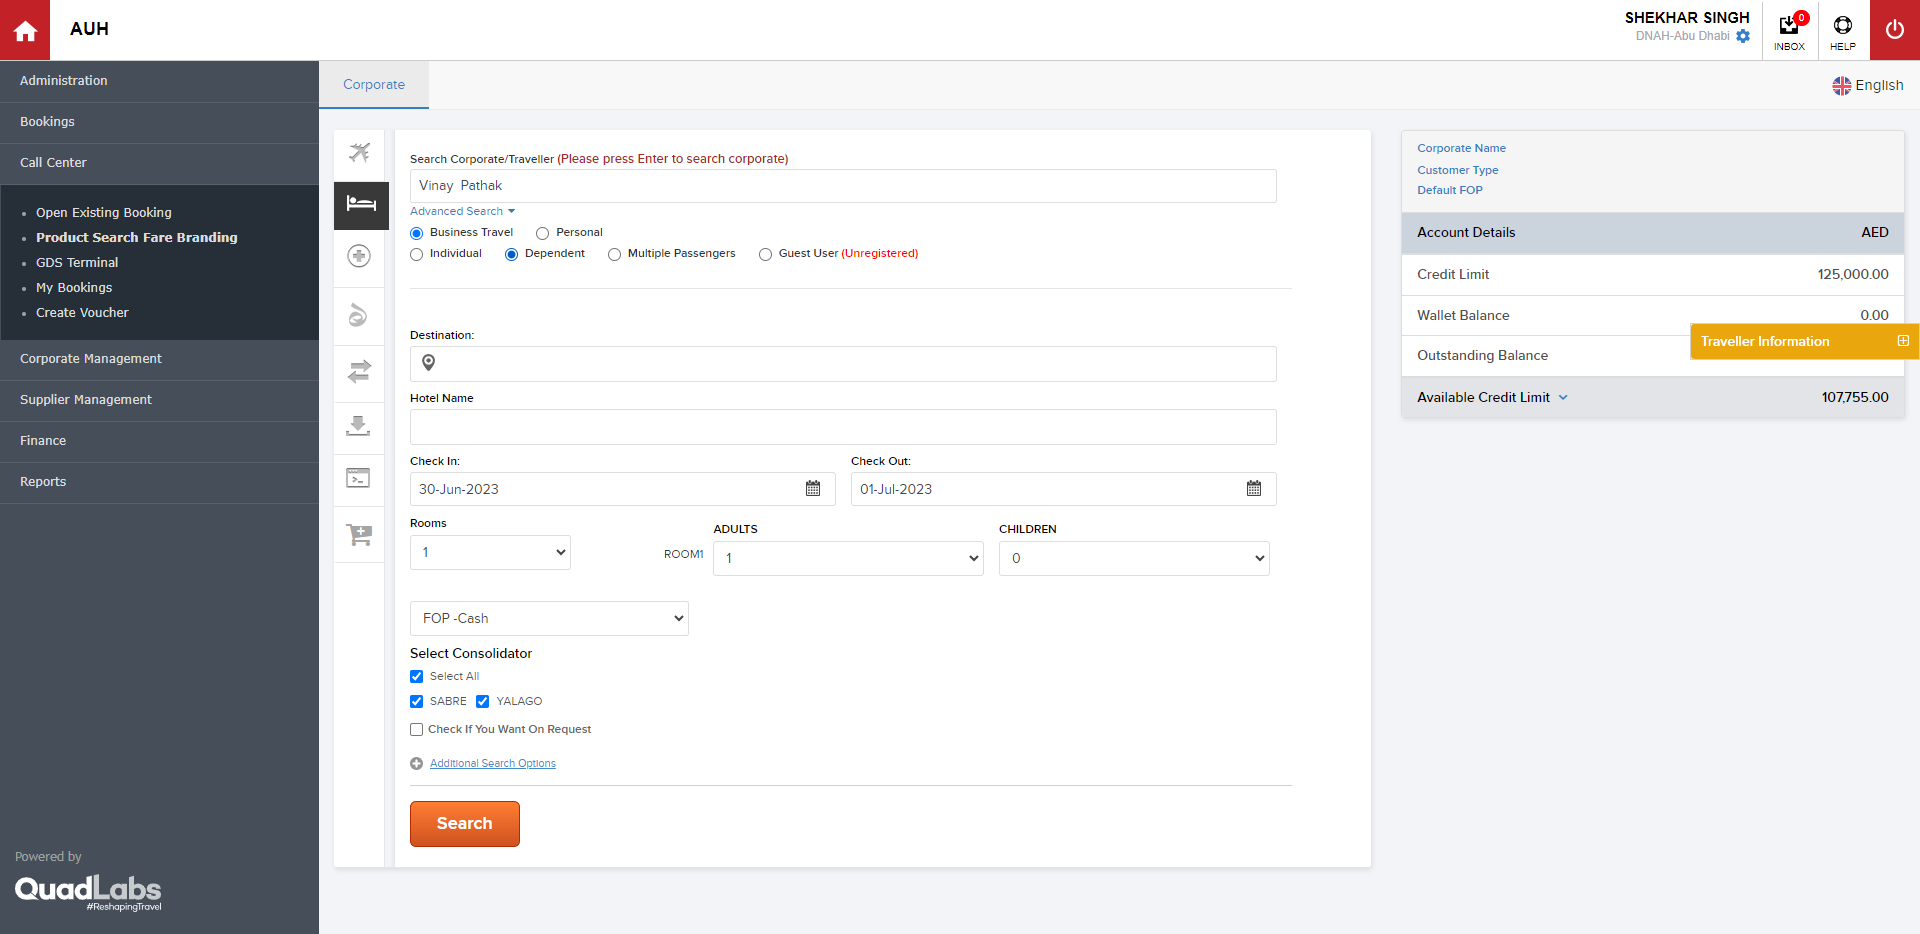 AUH
SHEKHAR SINGH
DNAH-Abu Dhabi
0
INBOX
HELP
Administration
Bookings
Call Center
Open Existing Booking
Product Search Fare Branding
GDS Terminal
My Bookings
Create Voucher
Corporate Management
Supplier Management
Finance
Reports
Powered by
QuadLabs
#ReshapingTravel
Corporate
English
Search Corporate/Traveller (Please press Enter to search corporate)
Vinay  Pathak
Advanced Search
Business Travel Personal
Individual Dependent Multiple Passengers Guest User (Unregistered)
Destination:
Hotel Name
Check In: Check Out:
30-Jun-2023 01-Jul-2023
Rooms ADULTS CHILDREN
1 ROOM1 1 0
FOP -Cash
Select Consolidator
Select All
SABRE YALAGO
Check If You Want On Request
Additional Search Options
Search
Corporate Name
Customer Type
Default FOP
Account Details AED
Credit Limit 125,000.00
Wallet Balance 0.00
Traveller Information
Outstanding Balance
Available Credit Limit 107,755.00